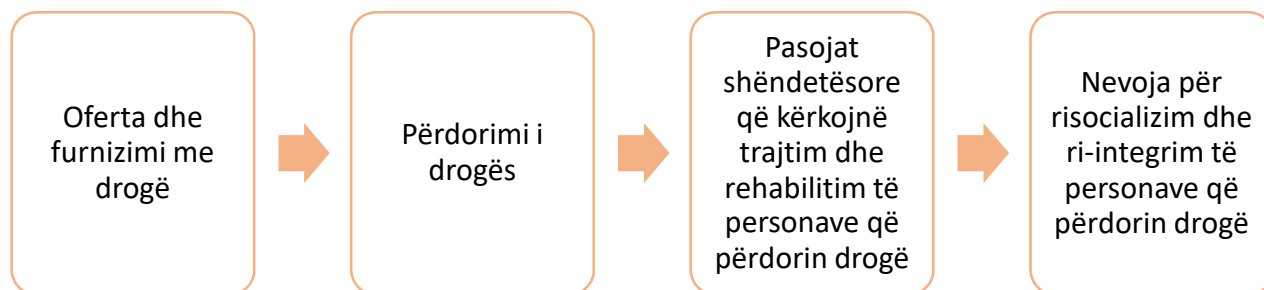 Oferta dhe
furnizimi me
drogë
Përdorimi i
drogës
Pasojat
shëndetësore
që kërkojnë
trajtim dhe
rehabilitim të
personave që
përdorin drogë
Nevoja për
risocializim dhe
ri-integrim të
personave që
përdorin drogë